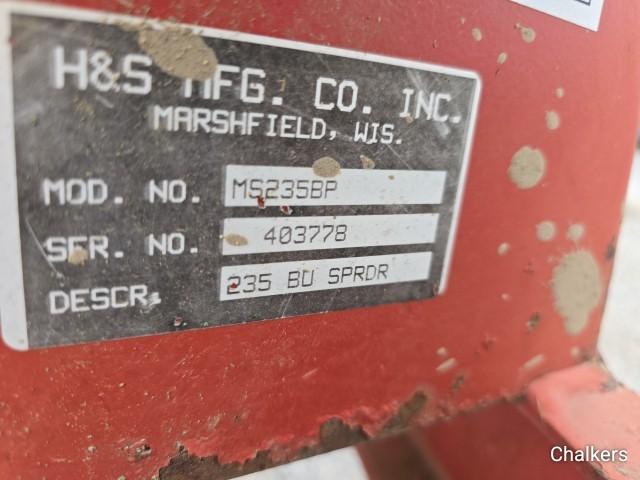 H&S MFG. CO. INC.
MARSHFIELD, WIS.
MOD. NO. MS235BP
SER. NO. 403778
DESCR. 235 BU SPRDR
Chalkers